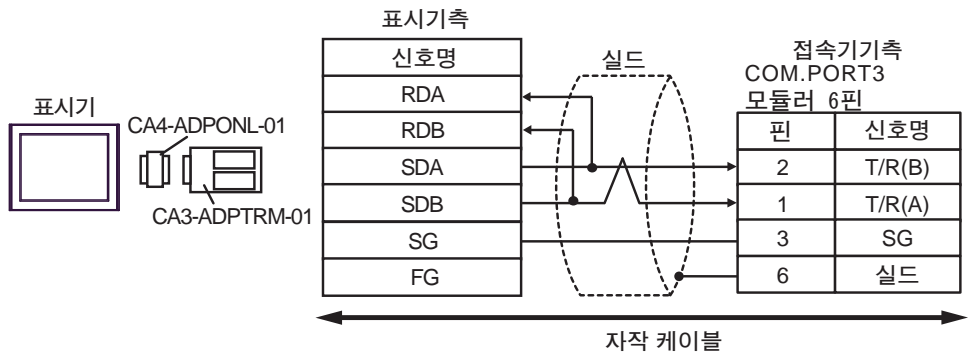 표시기측
표시기
CA4-ADPONL-01
CA3-ADPTRM-01
신호명
RDA
RDB
SDA
SDB
SG
FG
실드
접속기기측
COM.PORT3
모듈러 6핀
핀 신호명
2 T/R(B)
1 T/R(A)
3 SG
6 실드
자작 케이블